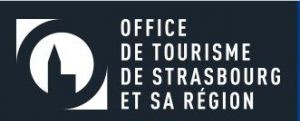 OFFICE
DE TOURISME
DE STRASBOURG
ET SA RÉGION